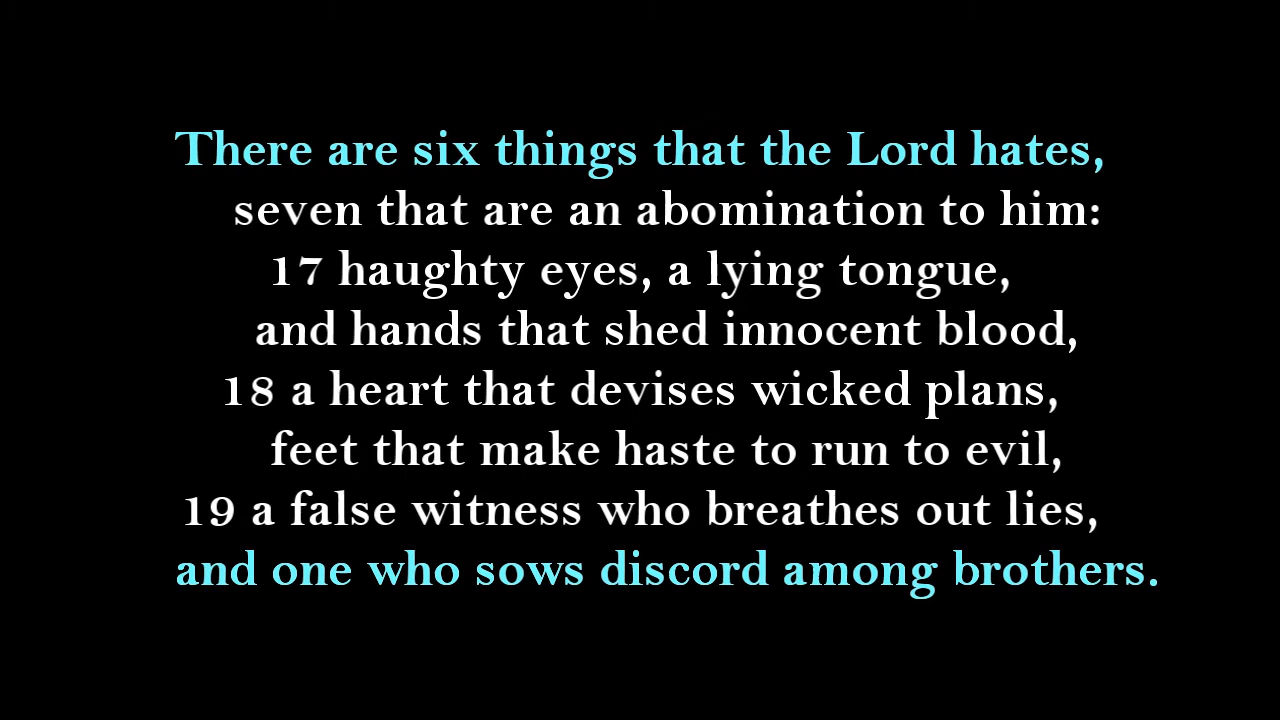 There are six things that the Lord hates,
seven that are an abomination to him:
17 haughty eyes, a lying tongue,
and hands that shed innocent blood,
18 a heart that devises wicked plans,
feet that make haste to run to evil,
19 a false witness who breathes out lies,
and one who sows discord among brothers.